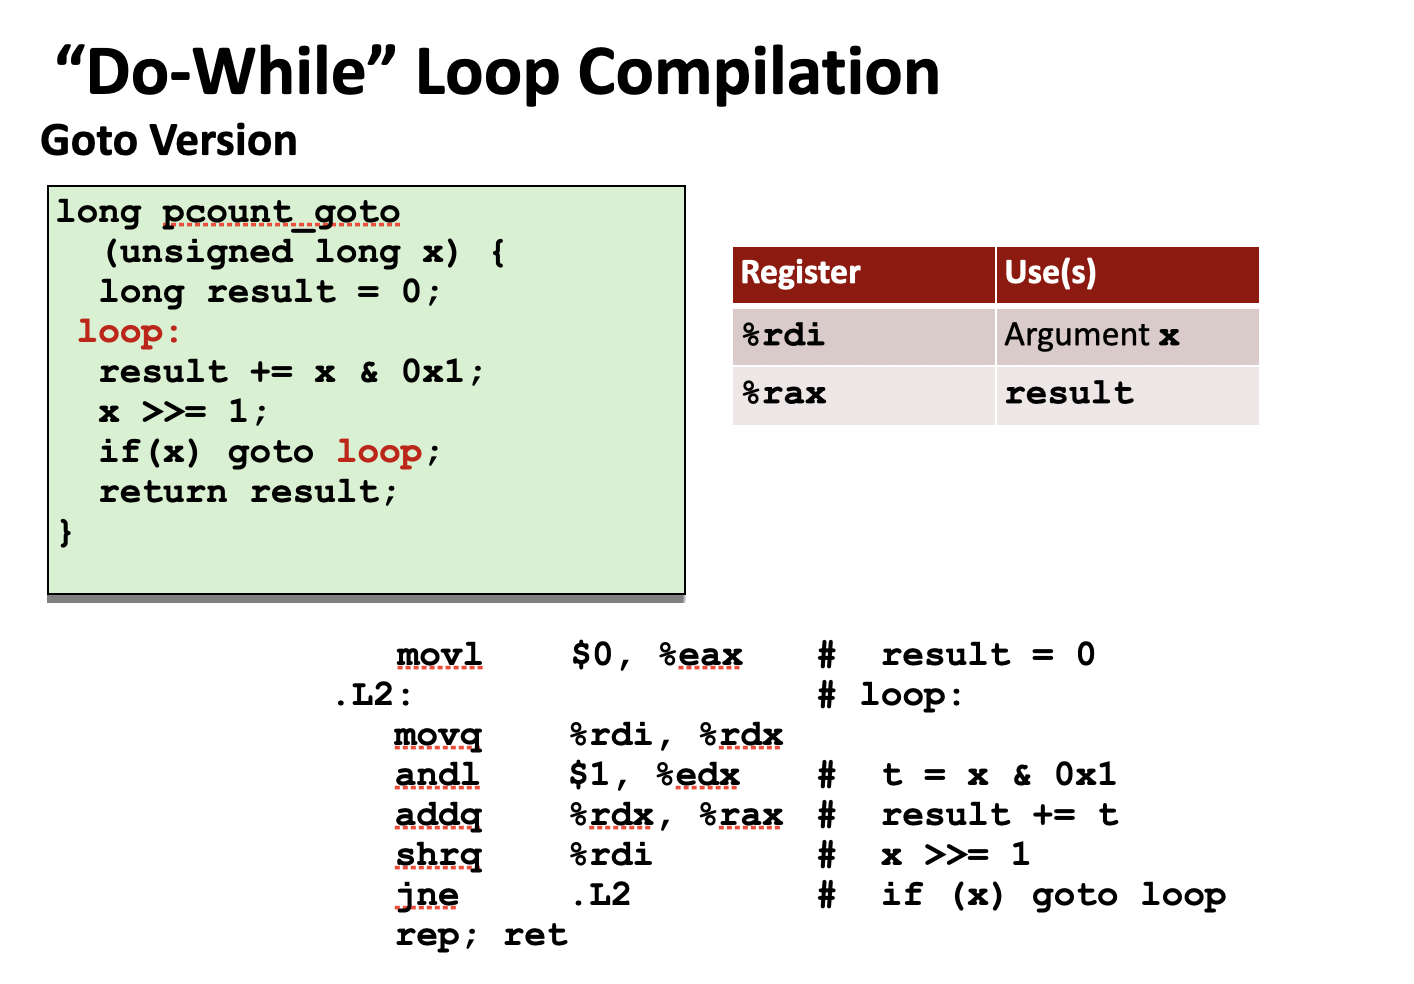 “Do-While” Loop Compilation
Goto Version
long pcount_goto
(unsigned long x) {
long result = 0;
loop:
result += x & 0x1;
x >>= 1;
if(x) goto loop;
return result;
}
Register Use(s)
%rdi Argument x
%rax result
movl $0, %eax # result = 0
.L2: # loop:
movq %rdi, %rdx
andl $1, %edx # t = x & 0x1
addq %rdx, %rax # result += t
shrq %rdi # x >>= 1
jne .L2 # if (x) goto loop
rep; ret